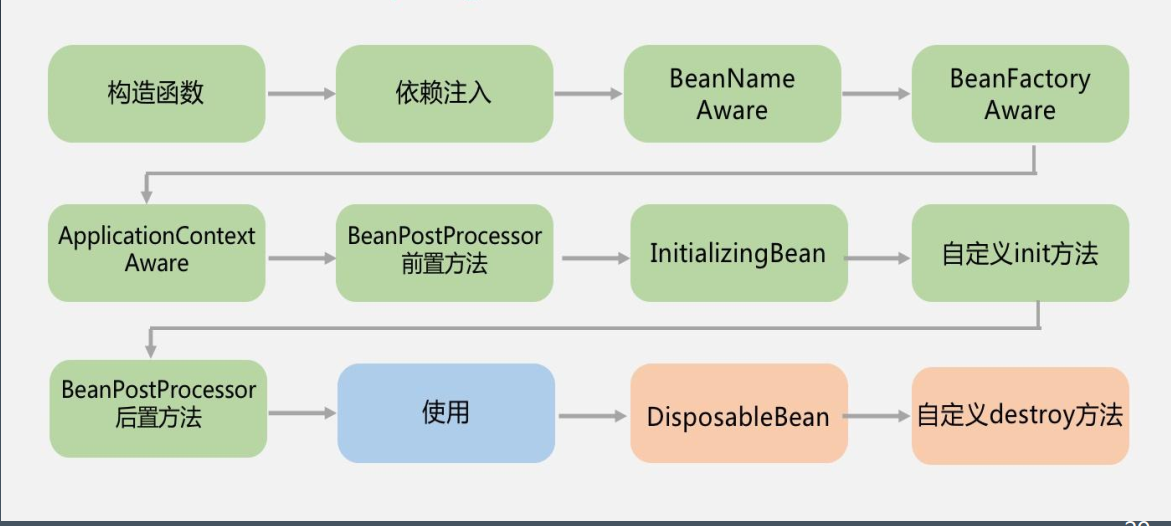 构造函数
依赖注入
BeanName
Aware
BeanFactory
Aware
ApplicationContext
Aware
BeanPostProcessor
前置方法
InitializingBean
自定义init方法
BeanPostProcessor
后置方法
使用
DisposableBean
自定义destroy方法